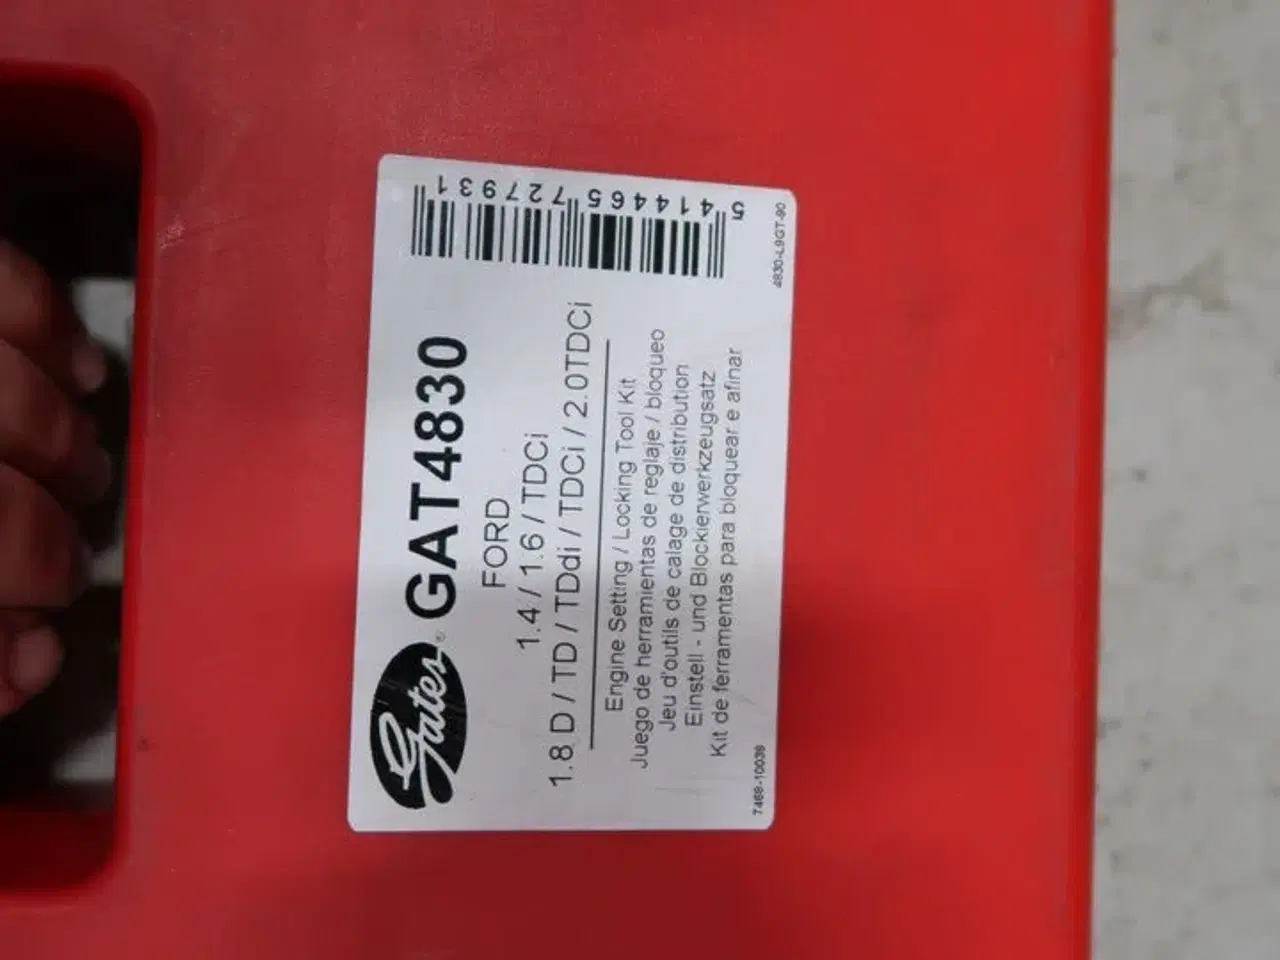 Gates® GAT4830
FORD
1.4 / 1.6 / TDCi
1.8 D / TD / TDdi / TDCi / 2.0TDCi
Engine Setting / Locking Tool Kit
Juego de herramientas de reglaje / bloqueo
Jeu d'outils de calage de distribution
Einstell - und Blockierwerkzeugsatz
Kit de ferramentas para bloquear e afinar
7468-10038
4830-L9GT-90
5 414465 727931